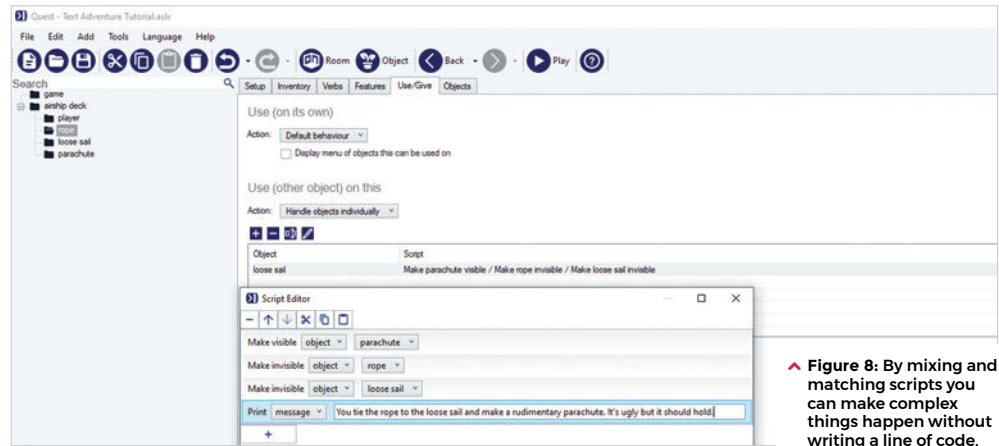 Quest - Text Adventure Tutorial.aslx
File Edit Add Tools Language Help
Room Object Back Play
Search
Setup Inventory Verbs Features Use/Give Objects
game
airship deck
player
rope
loose sail
parachute
Use (on its own)
Action: Default behaviour
Display menu of objects this can be used on
Use (other object) on this
Action: Handle objects individually
Object Script
loose sail Make parachute visible / Make rope invisible / Make loose sail invisible
Script Editor
Make visible object parachute
Make invisible object rope
Make invisible object loose sail
Print message You tie the rope to the loose sail and make a rudimentary parachute. It's ugly but it should hold.
Figure 8: By mixing and
matching scripts you
can make complex
things happen without
writing a line of code.